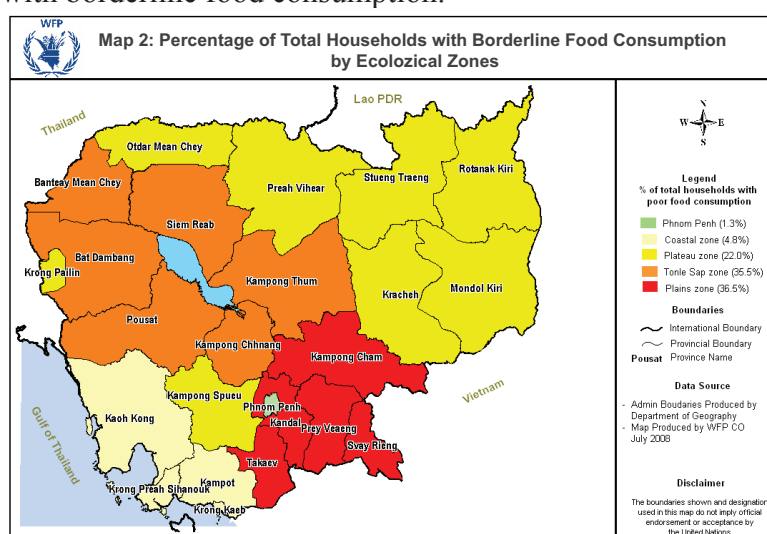 with borderline food consumption.
WFP
Map 2: Percentage of Total Households with Borderline Food Consumption
by Ecolozical Zones
Lao PDR
Thailand
Otdar Mean Chey
Rotanak Kiri
Stueng Traeng
Banteay Mean Chey
Preah Vihear
Siem Reab
Bat Dambang
Krong Pailin
Kampong Thum
Kracheh
Mondol Kiri
Pousat
Kampong Chhnang
Kampong Cham
Kampong Spueu
Phnom Penh
Vietnam
Kaoh Kong
Kandal
Prey Veaeng
Gulf of Thailand
Svay Rieng
Takaev
Kampot
Krong Preah Sihanouk
Krong Kaeb
N
W E
S
Legend
% of total households with
poor food consumption
Phnom Penh (1.3%)
Coastal zone (4.8%)
Plateau zone (22.0%)
Tonle Sap zone (35.5%)
Plains zone (36.5%)
Boundaries
International Boundary
Provincial Boundary
Pousat Province Name
Data Source
- Admin Boudaries Produced by
Department of Geography
- Map Produced by WFP CO
July 2008
Disclaimer
The boundaries shown and designation
used in this map do not imply official
endorsement or acceptance by
the United Nations